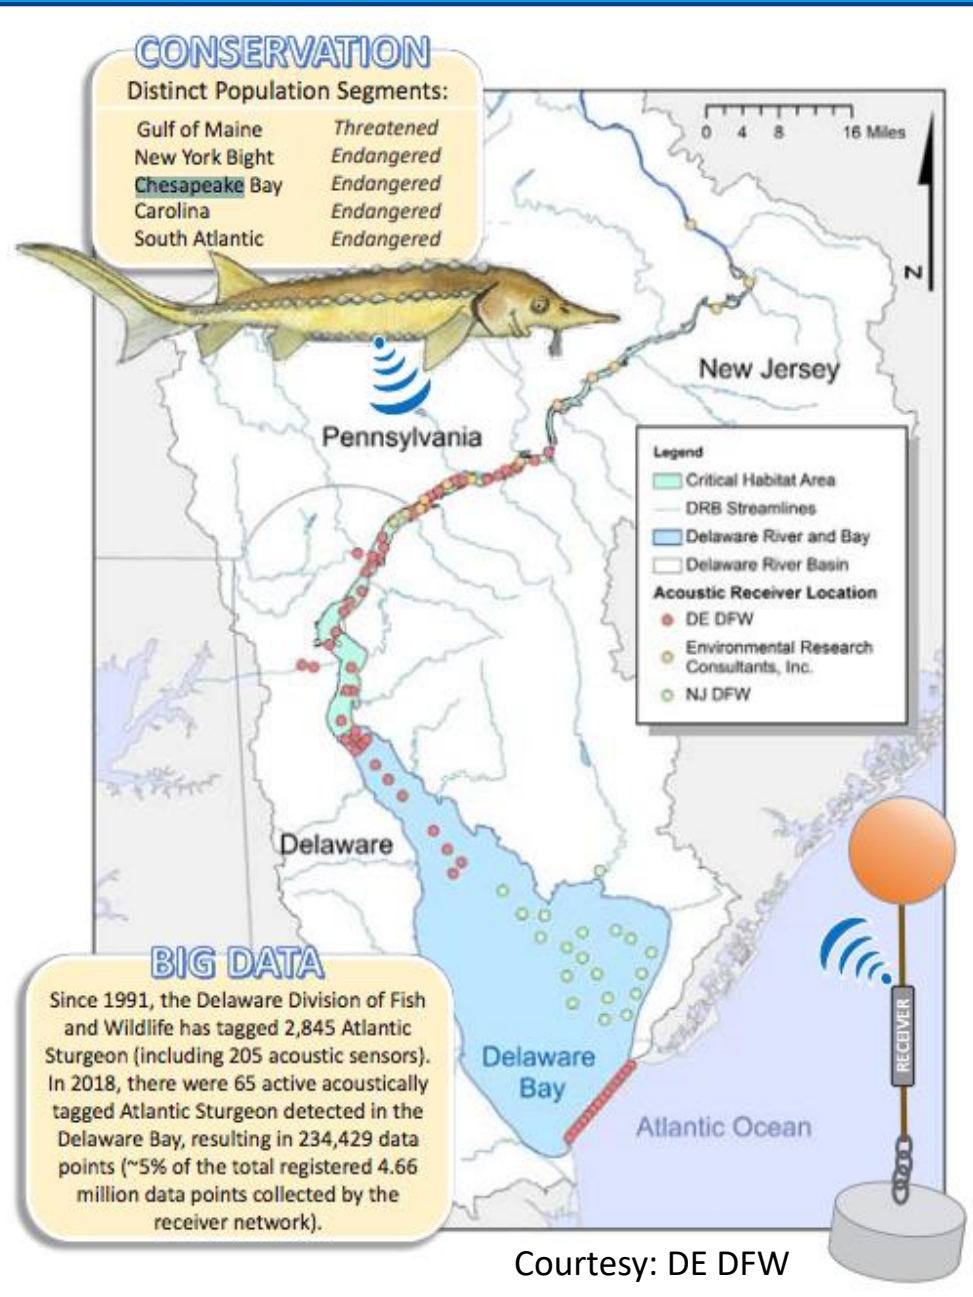 CONSERVATION
Distinct Population Segments:
Gulf of Maine Threatened
New York Bight Endangered
Chesapeake Bay Endangered
Carolina Endangered
South Atlantic Endangered
0 4 8 16 Miles
N
New Jersey
Pennsylvania
Legend
Critical Habitat Area
DRB Streamlines
Delaware River and Bay
Delaware River Basin
Acoustic Receiver Location
DE DFW
Environmental Research
Consultants, Inc.
NJ DFW
Delaware
BIG DATA
Since 1991, the Delaware Division of Fish
and Wildlife has tagged 2,845 Atlantic
Sturgeon (including 205 acoustic sensors).
In 2018, there were 65 active acoustically
tagged Atlantic Sturgeon detected in the
Delaware Bay, resulting in 234,429 data
points (~5% of the total registered 4.66
million data points collected by the
receiver network).
Delaware
Bay
Atlantic Ocean
RECEIVER
Courtesy: DE DFW